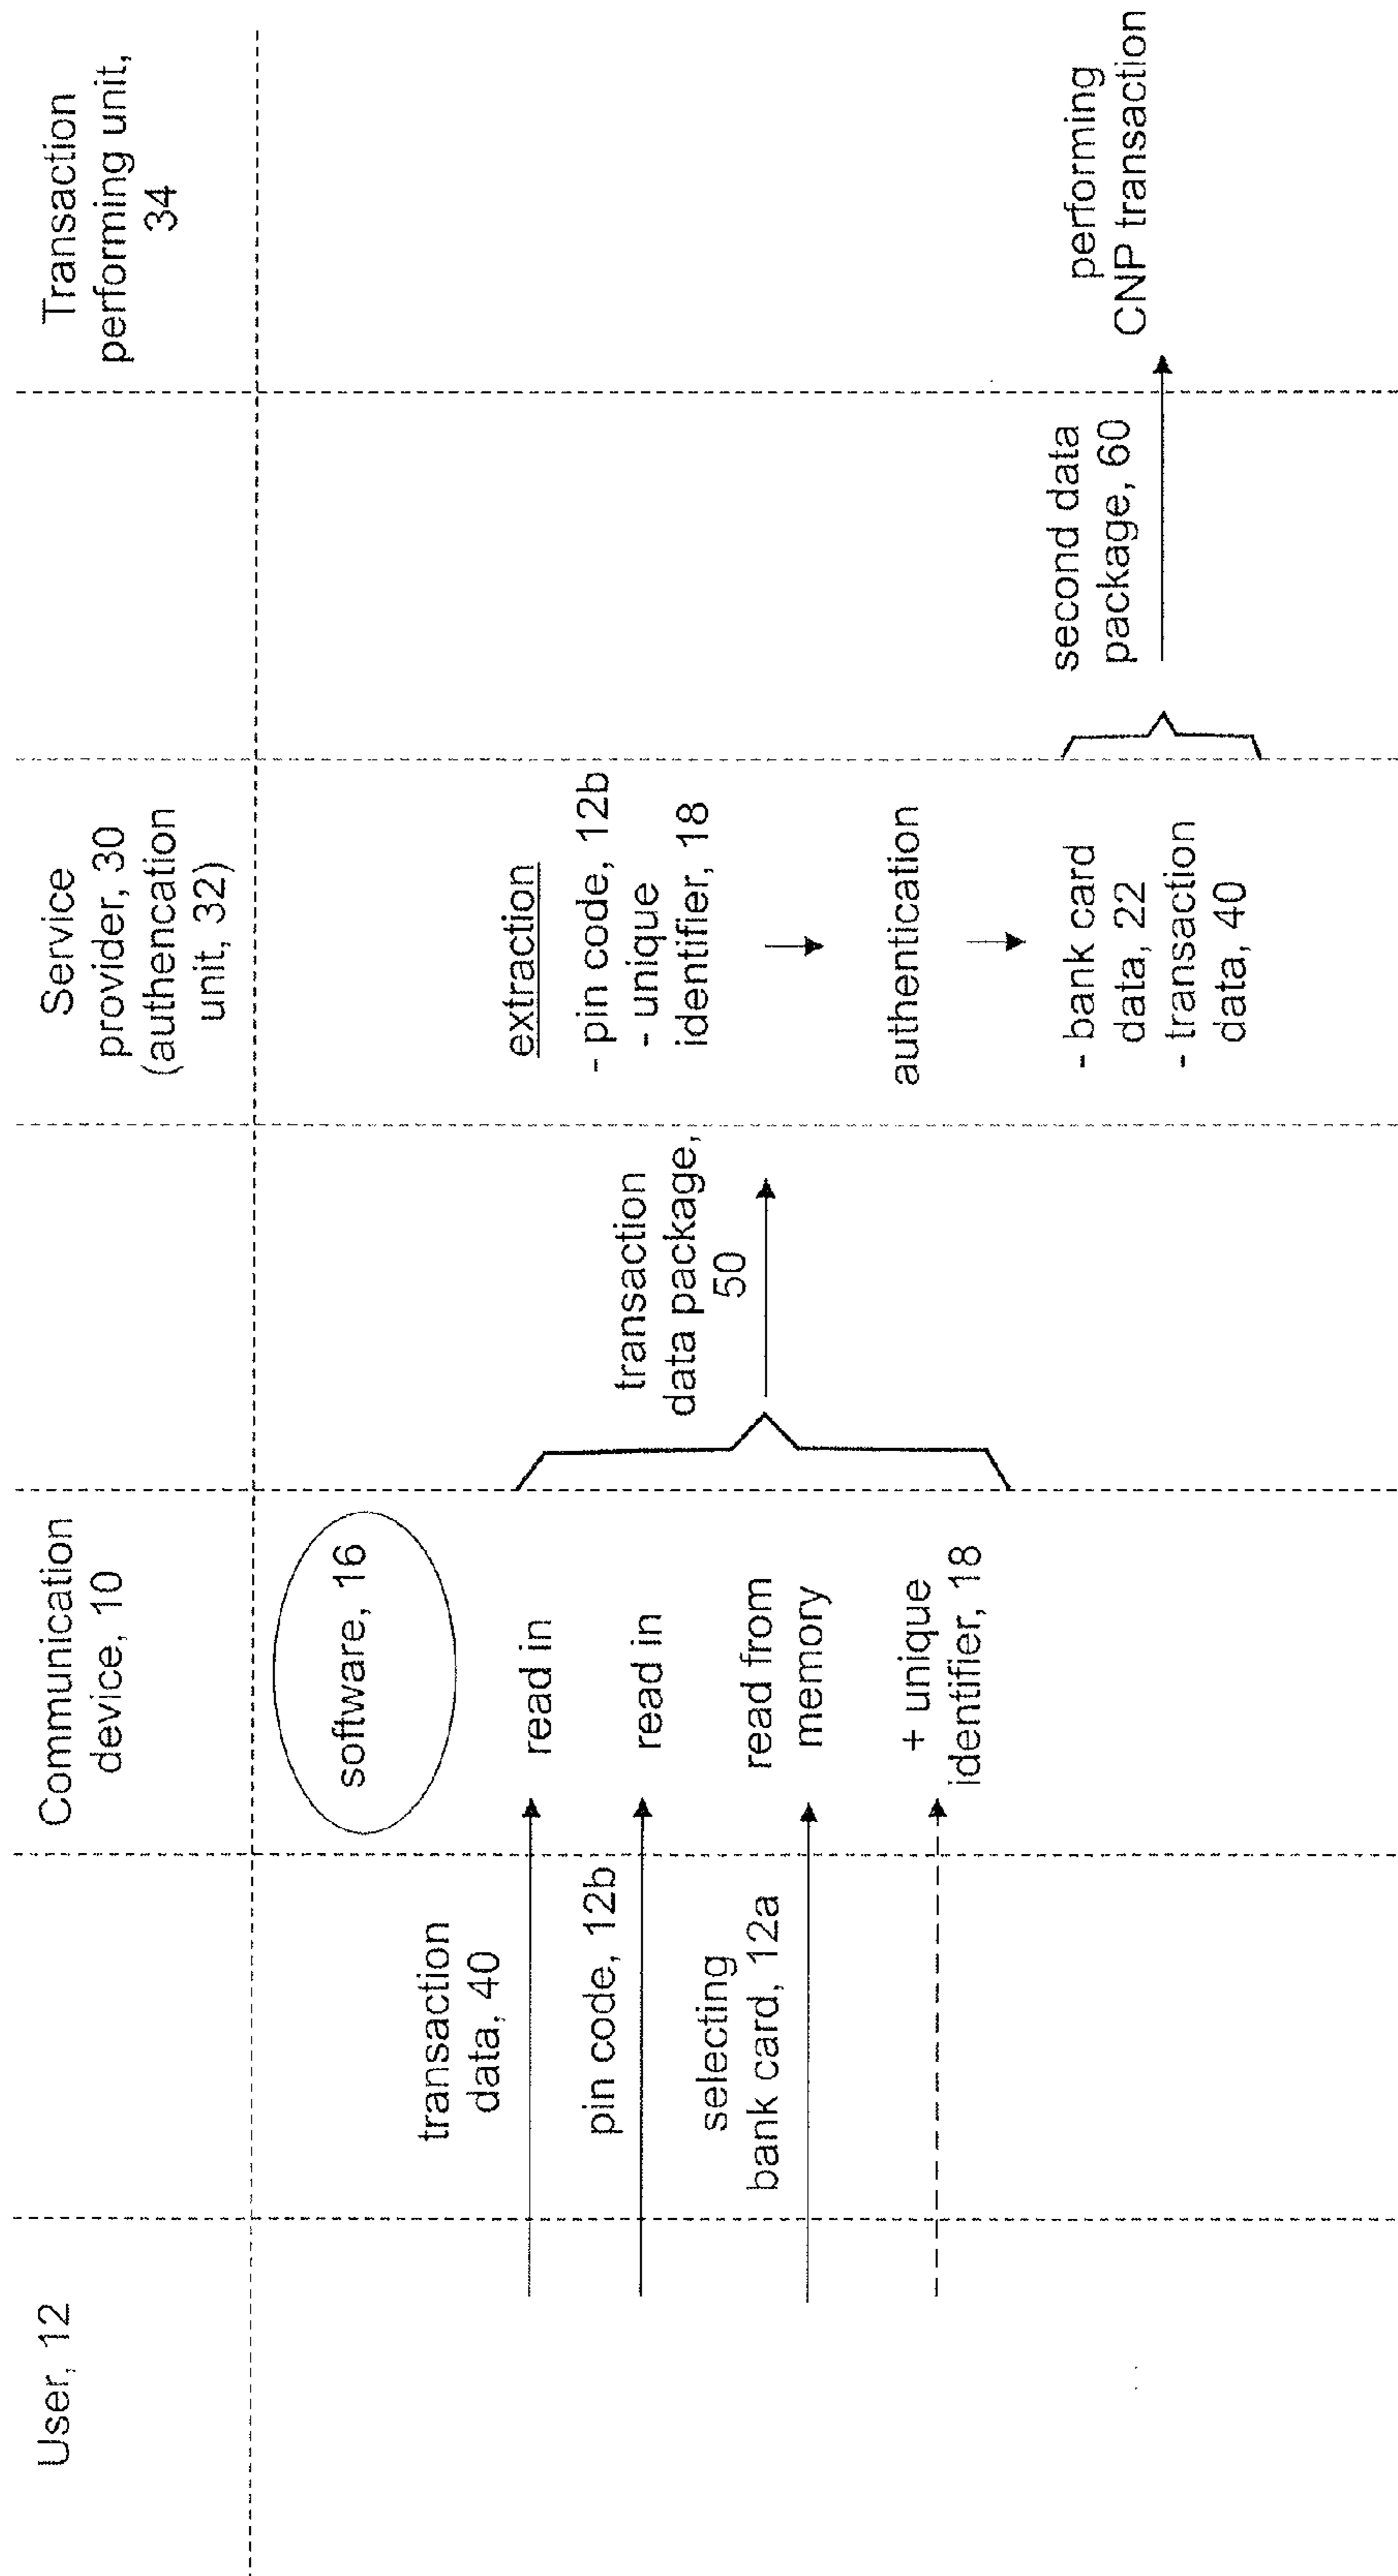 User, 12
Communication
device, 10
Service
provider, 30
(authencation
unit, 32)
Transaction
performing unit,
34
software, 16
transaction
data, 40
read in
pin code, 12b
read in
selecting
bank card, 12a
read from
memory
+ unique
identifier, 18
transaction
data package,
50
extraction
- pin code, 12b
- unique
identifier, 18
authentication
- bank card
data, 22
- transaction
data, 40
second data
package, 60
performing
CNP transaction